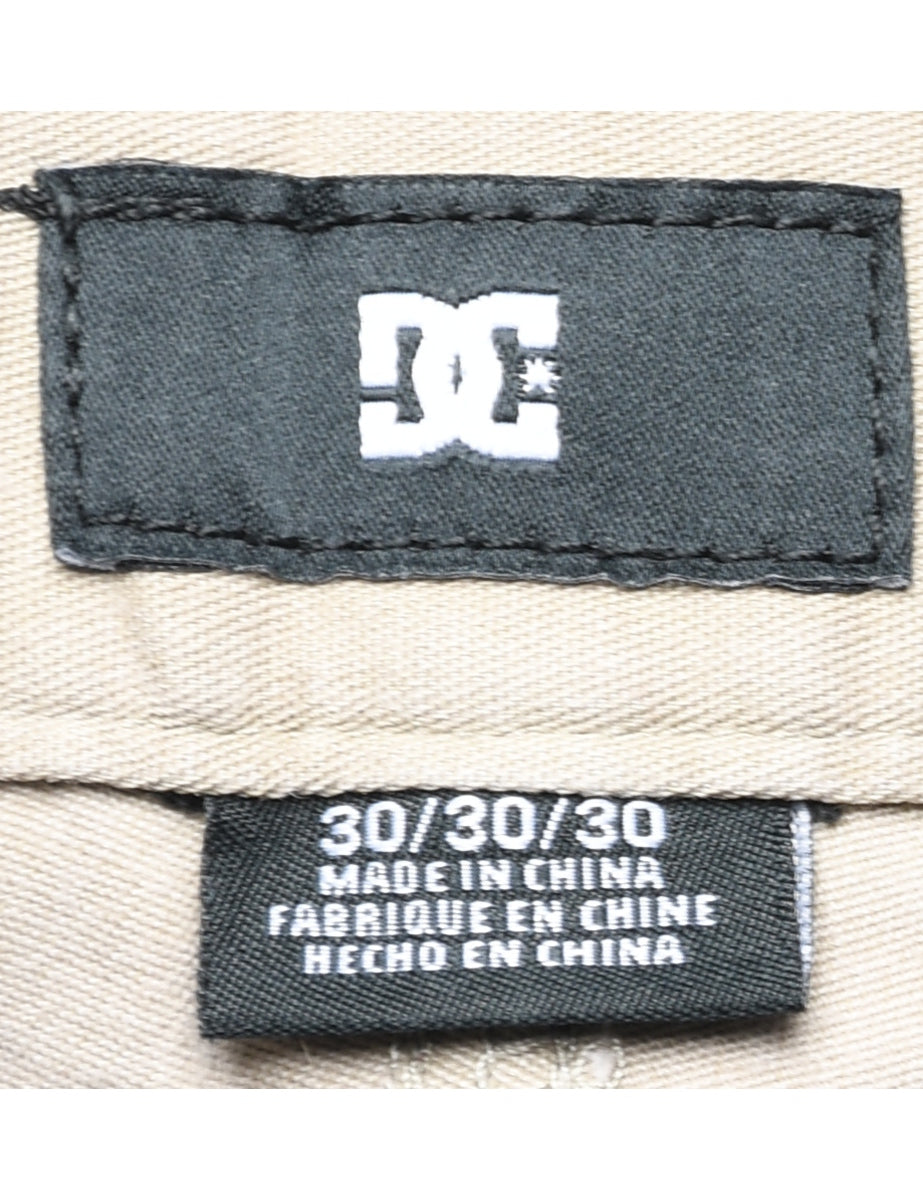 DC
30/30/30
MADE IN CHINA
FABRIQUE EN CHINE
HECHO EN CHINA